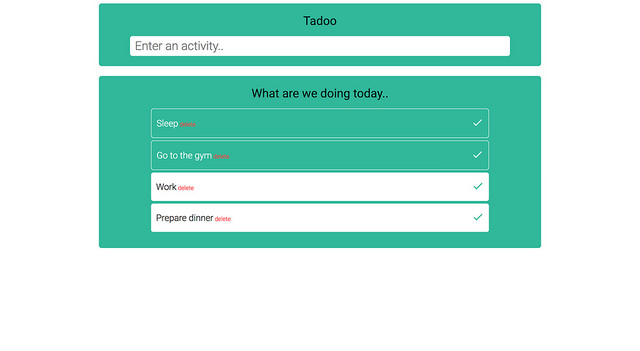 Tadoo
Enter an activity..
What are we doing today..
Sleep delete
Go to the gym delete
Work delete
Prepare dinner delete